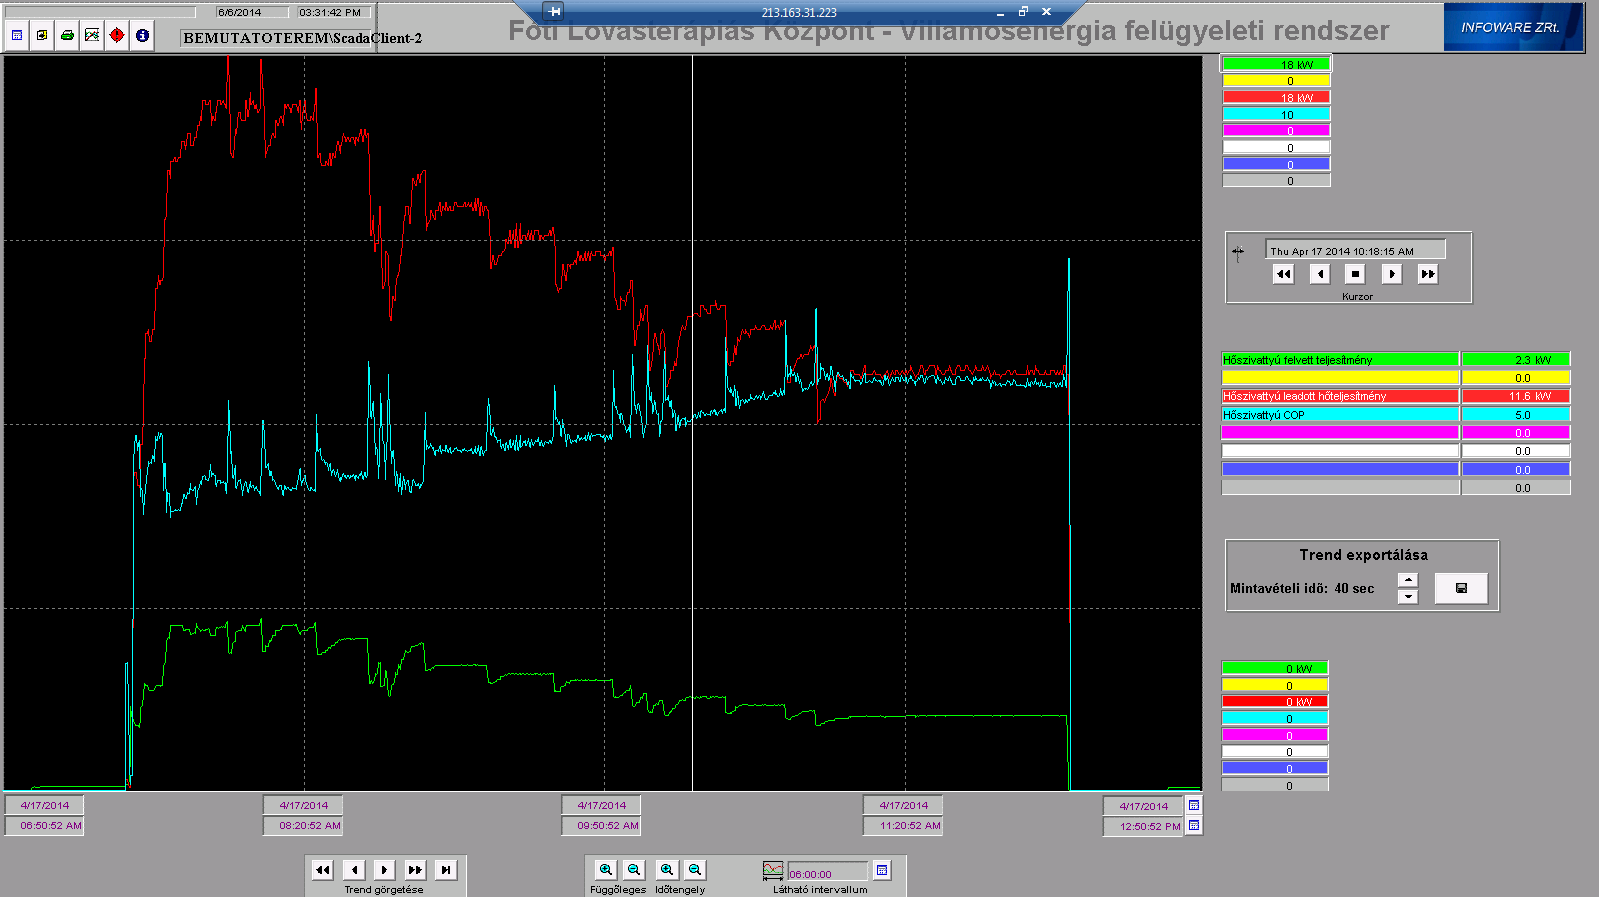 6/6/2014 03:31:42 PM
213.163.31.223
BEMUTATOTEREM\ScadaClient-2
Fóti Lovasterápiás Központ - Villamosenergia felügyeleti rendszer
INFOWARE ZRt.
18 kW
0
18 kW
10
0
0
0
0
Thu Apr 17 2014 10:18:15 AM
Kurzor
Hőszivattyú felvett teljesítmény 2.3 kW
0.0
Hőszivattyú leadott hőteljesítmény 11.6 kW
Hőszivattyú COP 5.0
0.0
0.0
0.0
0.0
Trend exportálása
Mintavételi idő: 40 sec
0 kW
0
0 kW
0
0
0
0
0
4/17/2014 4/17/2014 4/17/2014 4/17/2014 4/17/2014
06:50:52 AM 08:20:52 AM 09:50:52 AM 11:20:52 AM 12:50:52 PM
06:00:00
Trend görgetése Függőleges Időtengely Látható intervallum